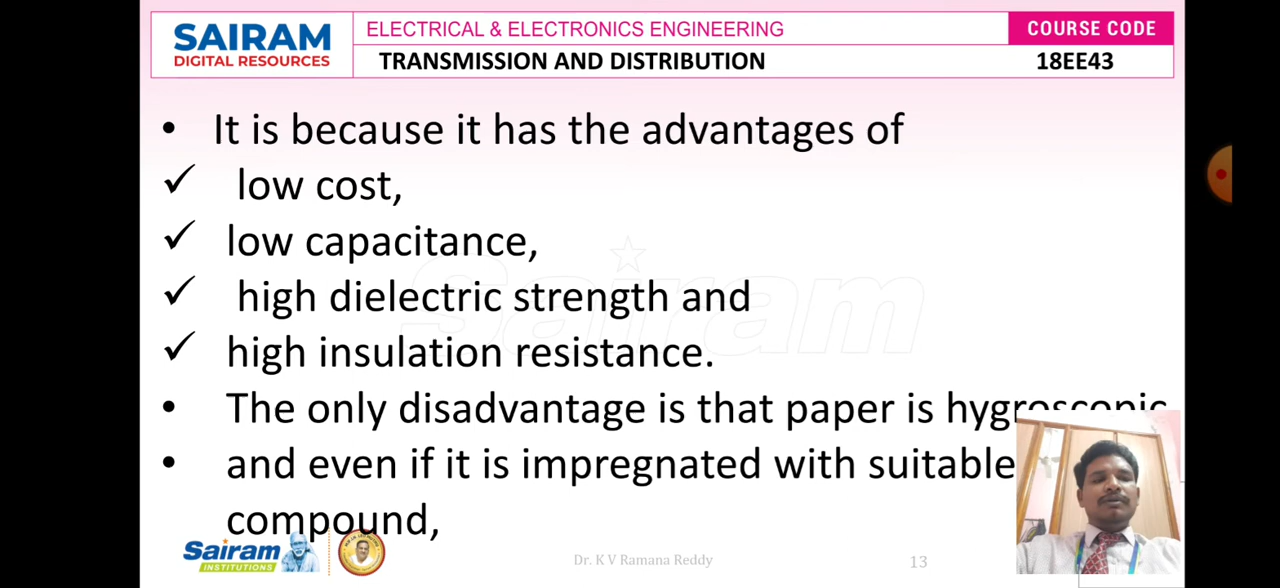 SAIRAM
DIGITAL RESOURCES
ELECTRICAL & ELECTRONICS ENGINEERING
COURSE CODE
TRANSMISSION AND DISTRIBUTION
18EE43
• It is because it has the advantages of
✓ low cost,
✓ low capacitance,
✓ high dielectric strength and
✓ high insulation resistance.
• The only disadvantage is that paper is hygroscopic
• and even if it is impregnated with suitable
compound,
Sairam
Sairam
INSTITUTIONS
Dr. K V Ramana Reddy
13